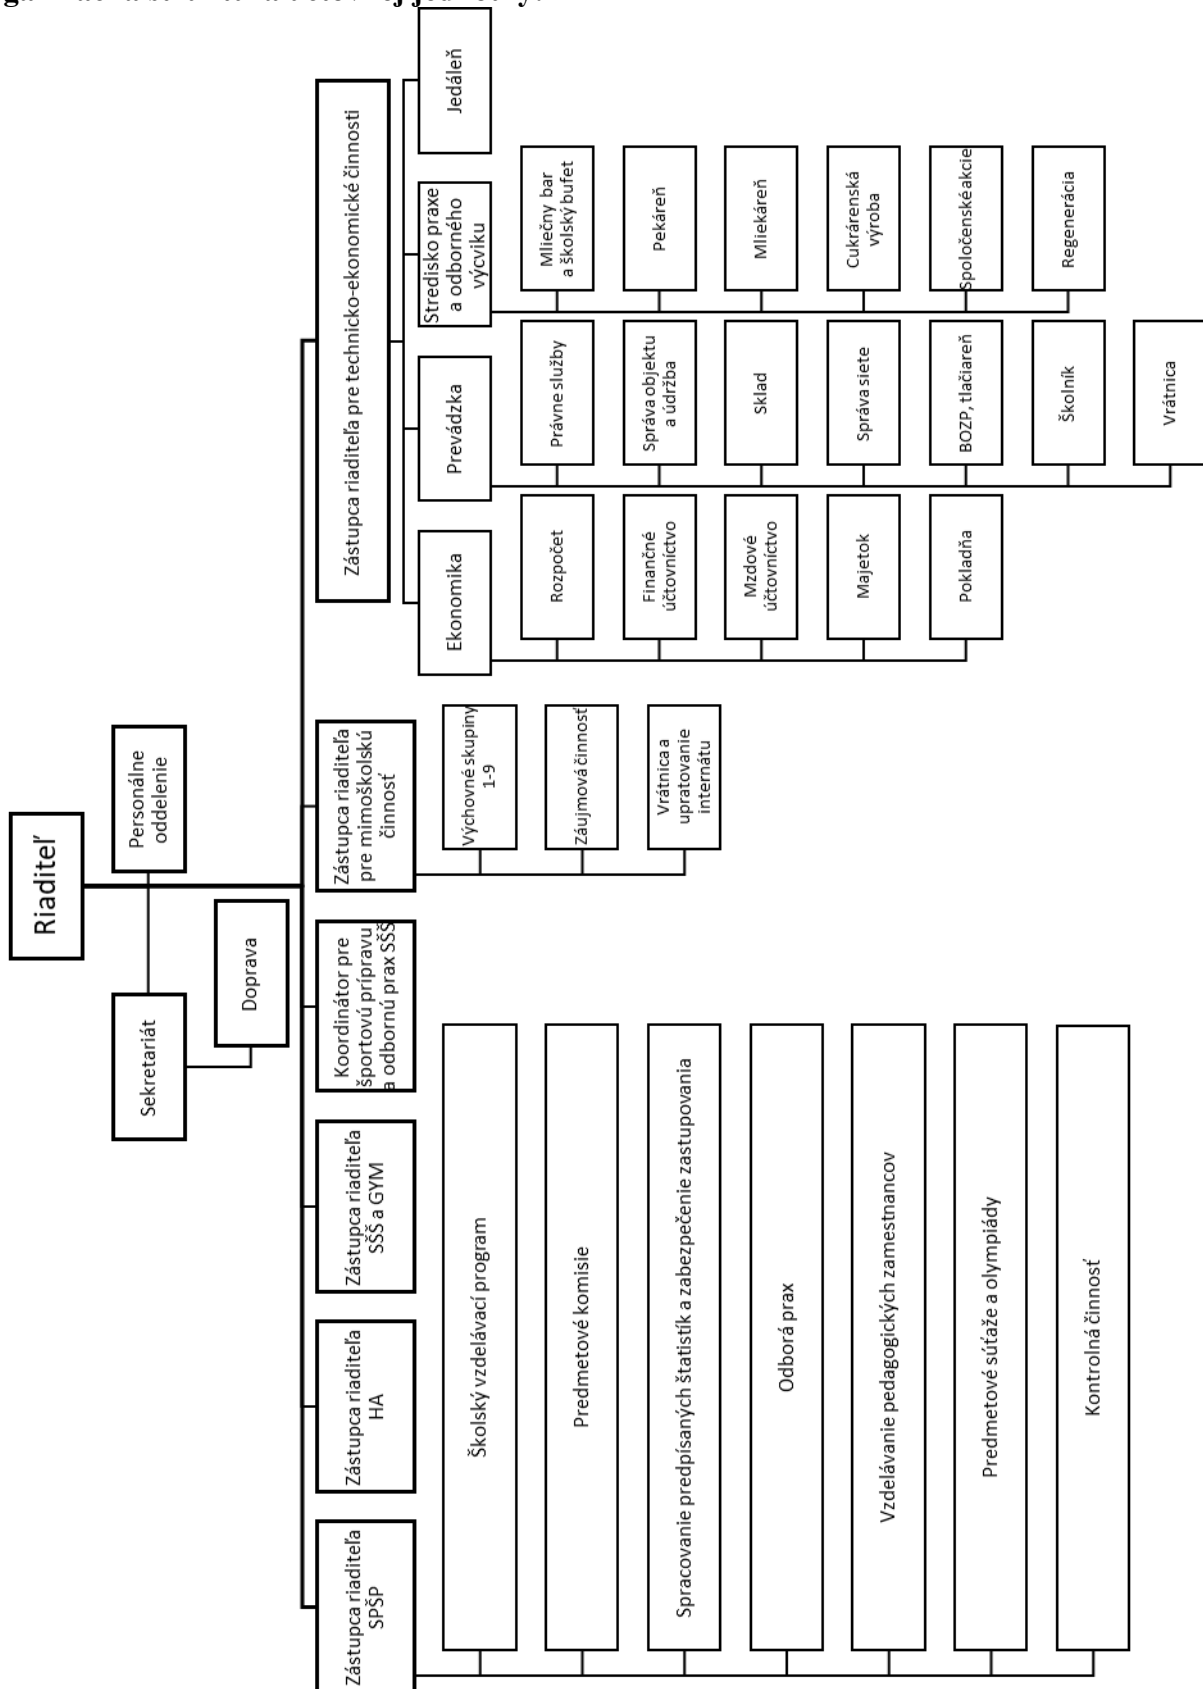 Riaditeľ
Sekretariát
Personálne
oddelenie
Doprava
Zástupca riaditeľa
SPŠP
Školský vzdelávací program
Predmetové komisie
Spracovanie predpísaných štatistík a zabezpečenie zastupovania
Odborá prax
Vzdelávanie pedagogických zamestnancov
Predmetové súťaže a olympiády
Kontrolná činnosť
Zástupca riaditeľa
HA
Zástupca riaditeľa
SŠŠ a GYM
Koordinátor pre
športovú prípravu
a odbornú prax SŠŠ
Zástupca riaditeľa
pre mimoškolskú
činnosť
Výchovné skupiny
1-9
Záujmová činnosť
Vrátnica a
upratovanie
internátu
Zástupca riaditeľa pre technicko-ekonomické činnosti
Ekonomika
Rozpočet
Finančné
účtovníctvo
Mzdové
účtovníctvo
Majetok
Pokladňa
Prevádzka
Právne služby
Správa objektu
a údržba
Sklad
Správa siete
BOZP, tlačiareň
Školník
Vrátnica
Stredisko praxe
a odborného
výcviku
Mliečny bar
a školský bufet
Pekáreň
Mliekáreň
Cukrárenská
výroba
Spoločenské akcie
Regenerácia
Jedáleň